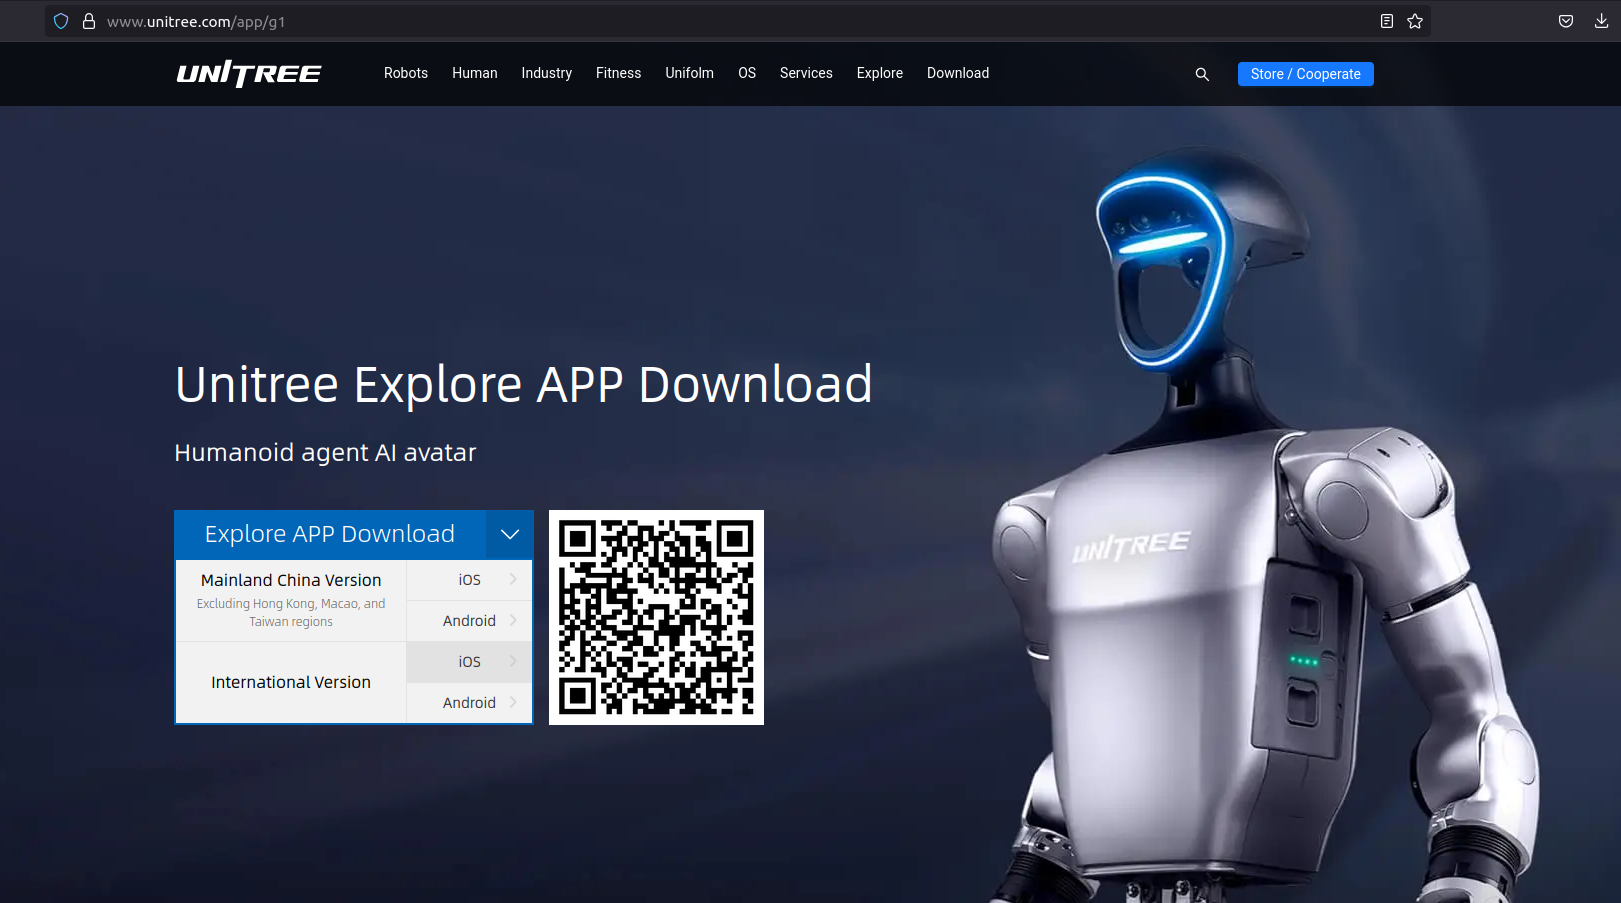 www.unitree.com/app/g1
UNITREE
Robots Human Industry Fitness Unifolm OS Services Explore Download
Store / Cooperate
Unitree Explore APP Download
Humanoid agent AI avatar
Explore APP Download
Mainland China Version
Excluding Hong Kong, Macao, and
Taiwan regions
iOS
Android
International Version
iOS
Android
UNITREE